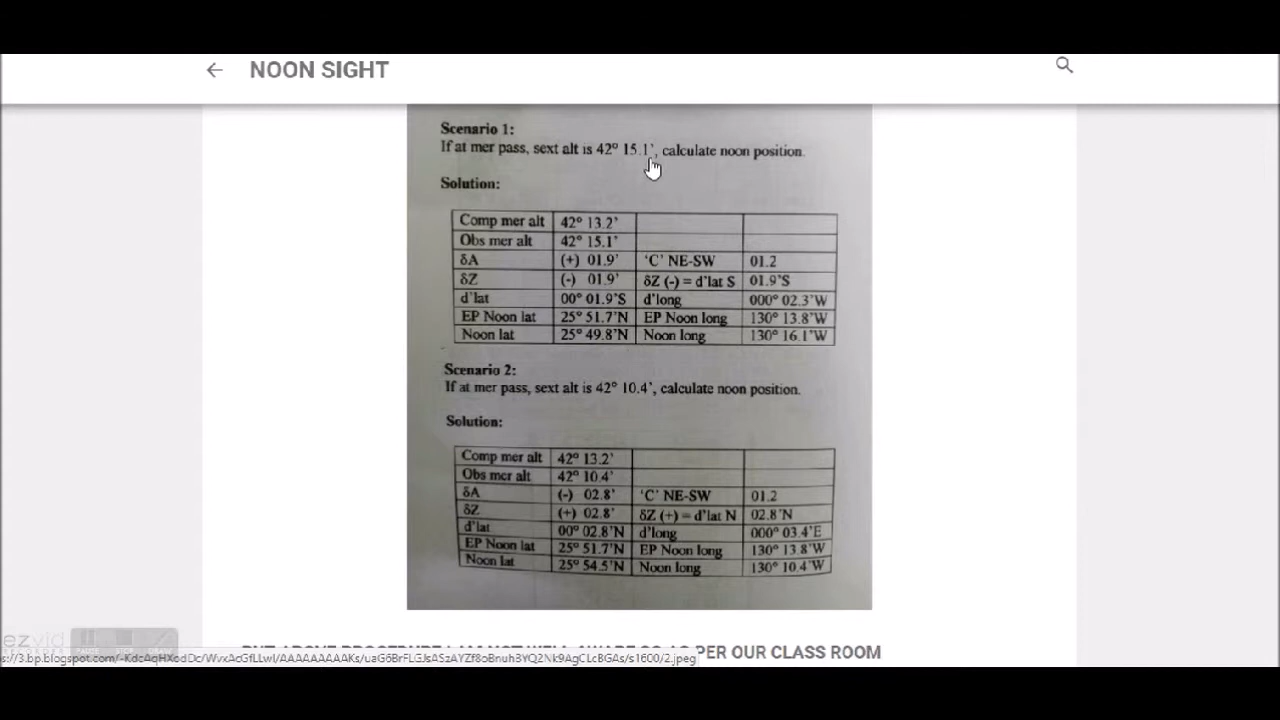 NOON SIGHT
Scenario 1:
If at mer pass, sext alt is 42° 15.1', calculate noon position.
Solution:
Comp mer alt 42° 13.2'
Obs mer alt 42° 15.1'
δA (+) 01.9' 'C' NE-SW 01.2
δZ (-) 01.9' δZ (-) = d'lat S 01.9'S
d'lat 00° 01.9'S d'long 000° 02.3'W
EP Noon lat 25° 51.7'N EP Noon long 130° 13.8'W
Noon lat 25° 49.8'N Noon long 130° 16.1'W
Scenario 2:
If at mer pass, sext alt is 42° 10.4', calculate noon position.
Solution:
Comp mer alt 42° 13.2'
Obs mer alt 42° 10.4'
δA (-) 02.8' 'C' NE-SW 01.2
δZ (+) 02.8' δZ (+) = d'lat N 02.8'N
d'lat 00° 02.8'N d'long 000° 03.4'E
EP Noon lat 25° 51.7'N EP Noon long 130° 13.8'W
Noon lat 25° 54.5'N Noon long 130° 10.4'W
PER OUR CLASS ROOM
ezvid